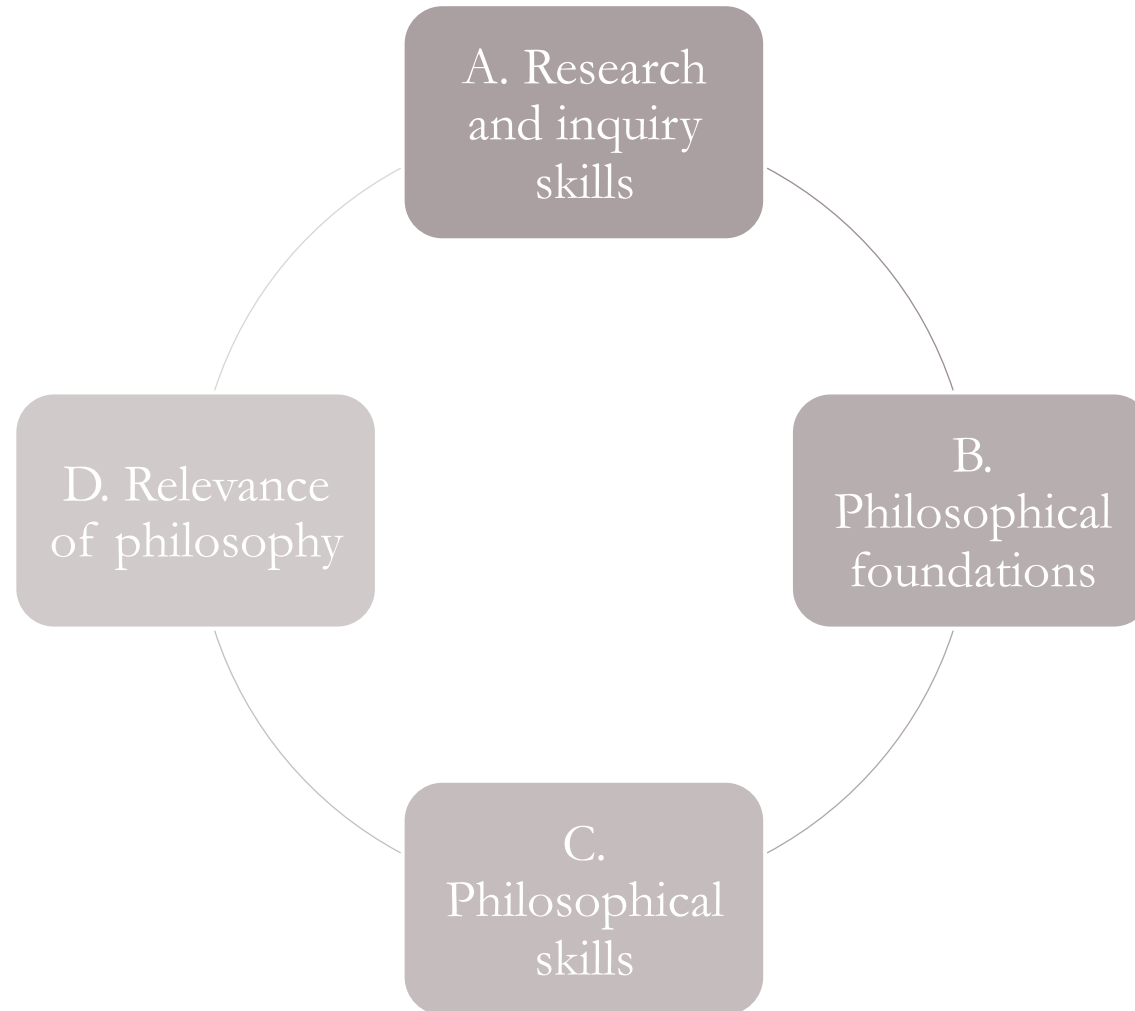 A. Research
and inquiry
skills
B.
Philosophical
foundations
C.
Philosophical
skills
D. Relevance
of philosophy